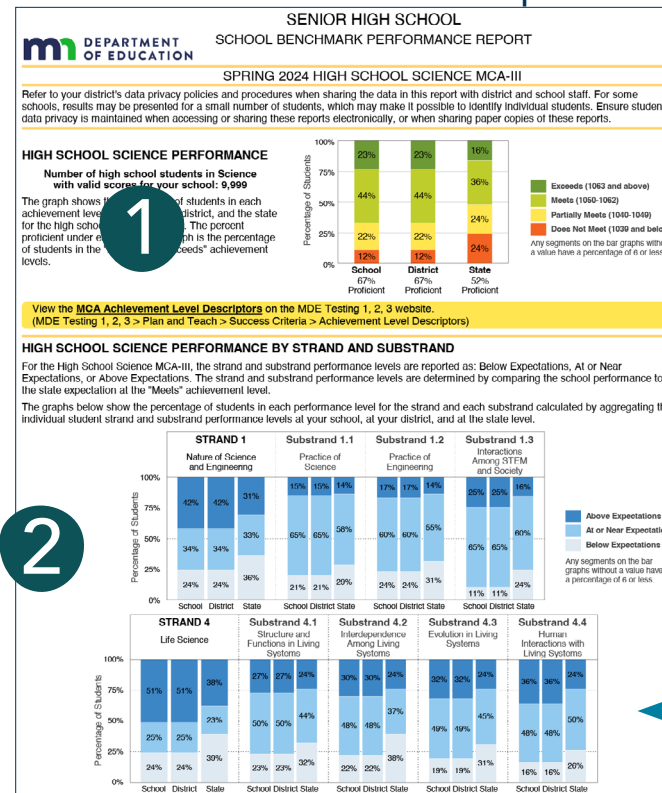 SENIOR HIGH SCHOOL
DEPARTMENT OF EDUCATION
SCHOOL BENCHMARK PERFORMANCE REPORT
SPRING 2024 HIGH SCHOOL SCIENCE MCA-III
Refer to your district's data privacy policies and procedures when sharing the data in this report with district and school staff. For some
schools, results may be presented for a small number of students, which may make it possible to identify individual students. Ensure studen
data privacy is maintained when accessing or sharing these reports electronically, or when sharing paper copies of these reports.
HIGH SCHOOL SCIENCE PERFORMANCE
Number of high school students in Science
with valid scores for your school: 9,999
The graph shows of students in each
achievement leve district, and the state
for the high schoo . The percent
proficient under e ph is the percentage
of students in the " ceeds" achievement
levels.
1
Percentage of Students
100%
75%
50%
25%
0%
23% 23% 16%
44% 44% 36%
22% 22% 24%
12% 12% 24%
School District State
67% 67% 52%
Proficient Proficient Proficient
Exceeds (1063 and above)
Meets (1050-1062)
Partially Meets (1040-1049)
Does Not Meet (1039 and belo
Any segments on the bar graphs witho
a value have a percentage of 6 or less
View the MCA Achievement Level Descriptors on the MDE Testing 1, 2, 3 website.
(MDE Testing 1, 2, 3 > Plan and Teach > Success Criteria > Achievement Level Descriptors)
HIGH SCHOOL SCIENCE PERFORMANCE BY STRAND AND SUBSTRAND
For the High School Science MCA-III, the strand and substrand performance levels are reported as: Below Expectations, At or Near
Expectations, or Above Expectations. The strand and substrand performance levels are determined by comparing the school performance to
the state expectation at the "Meets" achievement level.
The graphs below show the percentage of students in each performance level for the strand and each substrand calculated by aggregating th
individual student strand and substrand performance levels at your school, at your district, and at the state level.
2
STRAND 1 Substrand 1.1 Substrand 1.2 Substrand 1.3
Nature of Science and Engineering
Practice of Science
Practice of Engineering
Interactions Among STEM and Society
Percentage of Students
100%
75%
50%
25%
0%
42% 42% 31% 15% 15% 14% 17% 17% 14% 25% 25% 16%
34% 34% 33% 65% 65% 58% 60% 60% 55% 65% 65% 60%
24% 24% 36% 21% 21% 29% 24% 24% 31% 11% 11% 24%
School District State School District State School District State School District State
Above Expectations
At or Near Expectatio
Below Expectations
Any segments on the bar
graphs without a value have
a percentage of 6 or less
STRAND 4 Substrand 4.1 Substrand 4.2 Substrand 4.3 Substrand 4.4
Life Science
Structure and Functions in Living Systems
Interdependence Among Living Systems
Evolution in Living Systems
Human Interactions with Living Systems
Percentage of Students
100%
75%
50%
25%
0%
51% 51% 38% 27% 27% 24% 30% 30% 24% 32% 32% 24% 36% 36% 24%
25% 25% 23% 50% 50% 44% 48% 48% 37% 49% 49% 45% 48% 48% 50%
24% 24% 39% 23% 23% 32% 22% 22% 38% 19% 19% 31% 16% 16% 26%
School District State School District State School District State School District State School District State